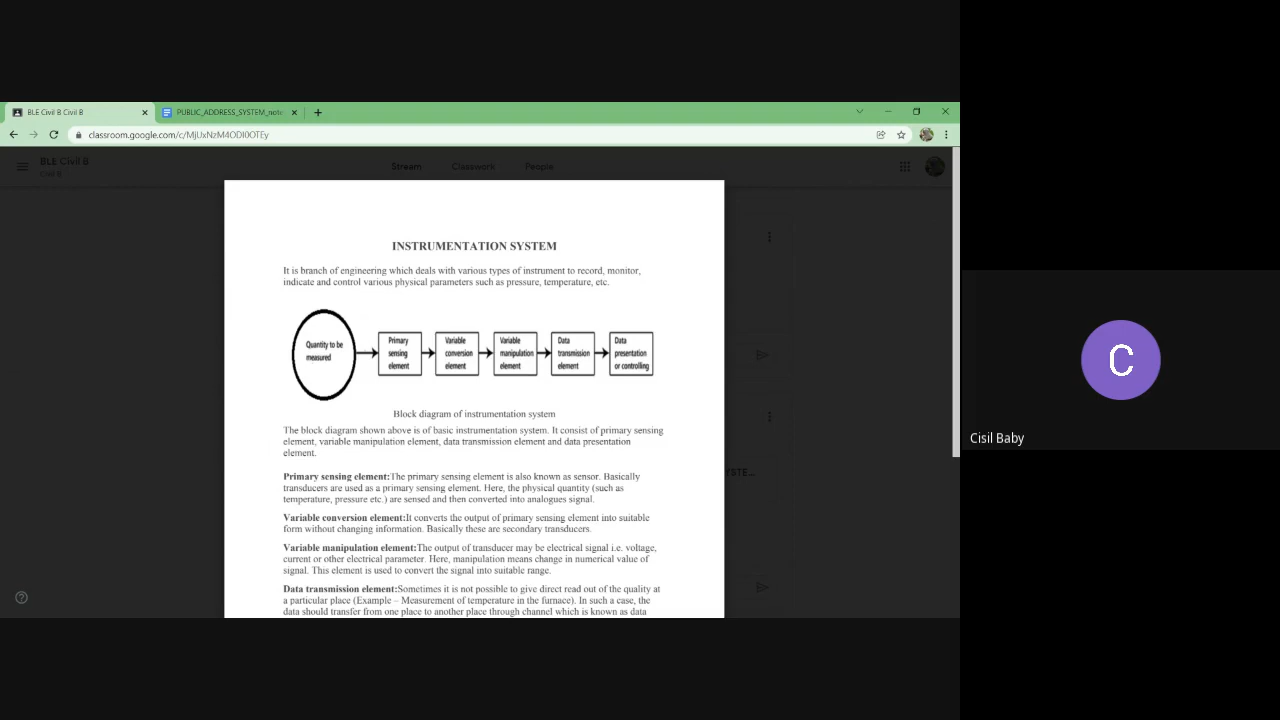 BLE Civil B Civil B
PUBLIC_ADDRESS_SYSTEM_note
classroom.google.com/c/MjUxNzM4ODI0OTEy
BLE Civil B
Civil B
Stream Classwork People
INSTRUMENTATION SYSTEM
It is branch of engineering which deals with various types of instrument to record, monitor,
indicate and control various physical parameters such as pressure, temperature, etc.
Quantity to be
measured
Primary
sensing
element
Variable
conversion
element
Variable
manipulation
element
Data
transmission
element
Data
presentation
or controlling
Block diagram of instrumentation system
The block diagram shown above is of basic instrumentation system. It consist of primary sensing
element, variable manipulation element, data transmission element and data presentation
element.
Primary sensing element:The primary sensing element is also known as sensor. Basically
transducers are used as a primary sensing element. Here, the physical quantity (such as
temperature, pressure etc.) are sensed and then converted into analogues signal.
Variable conversion element:It converts the output of primary sensing element into suitable
form without changing information. Basically these are secondary transducers.
Variable manipulation element:The output of transducer may be electrical signal i.e. voltage,
current or other electrical parameter. Here, manipulation means change in numerical value of
signal. This element is used to convert the signal into suitable range.
Data transmission element:Sometimes it is not possible to give direct read out of the quality at
a particular place (Example – Measurement of temperature in the furnace). In such a case, the
data should transfer from one place to another place through channel which is known as data
YSTE...
C
Cisil Baby